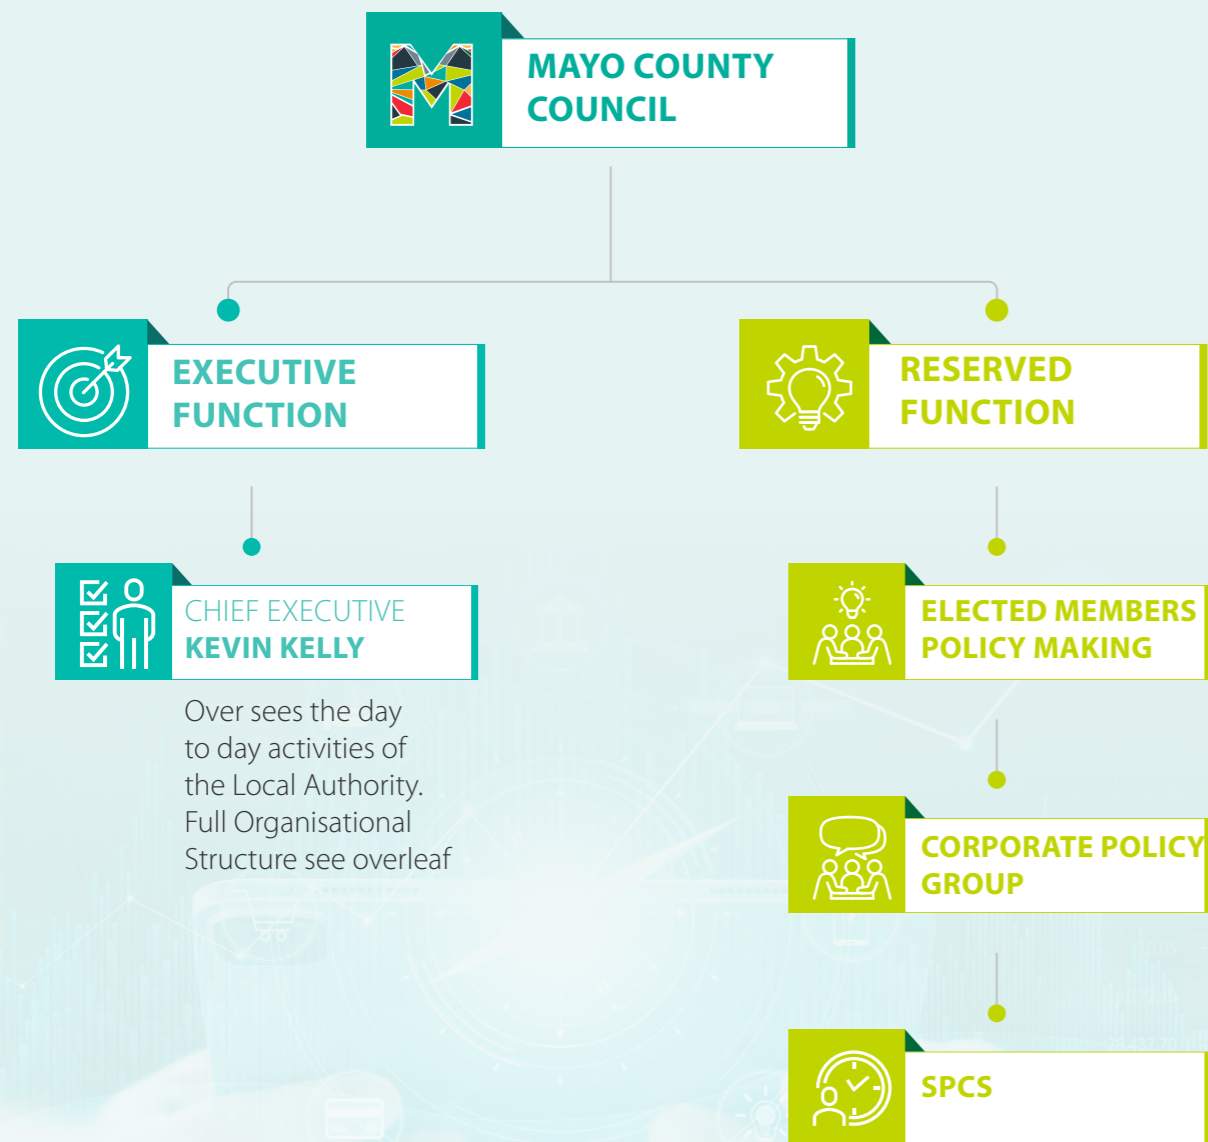 MAYO COUNTY
COUNCIL
EXECUTIVE
FUNCTION
RESERVED
FUNCTION
CHIEF EXECUTIVE
KEVIN KELLY
Over sees the day
to day activities of
the Local Authority.
Full Organisational
Structure see overleaf
ELECTED MEMBERS
POLICY MAKING
CORPORATE POLICY
GROUP
SPCS